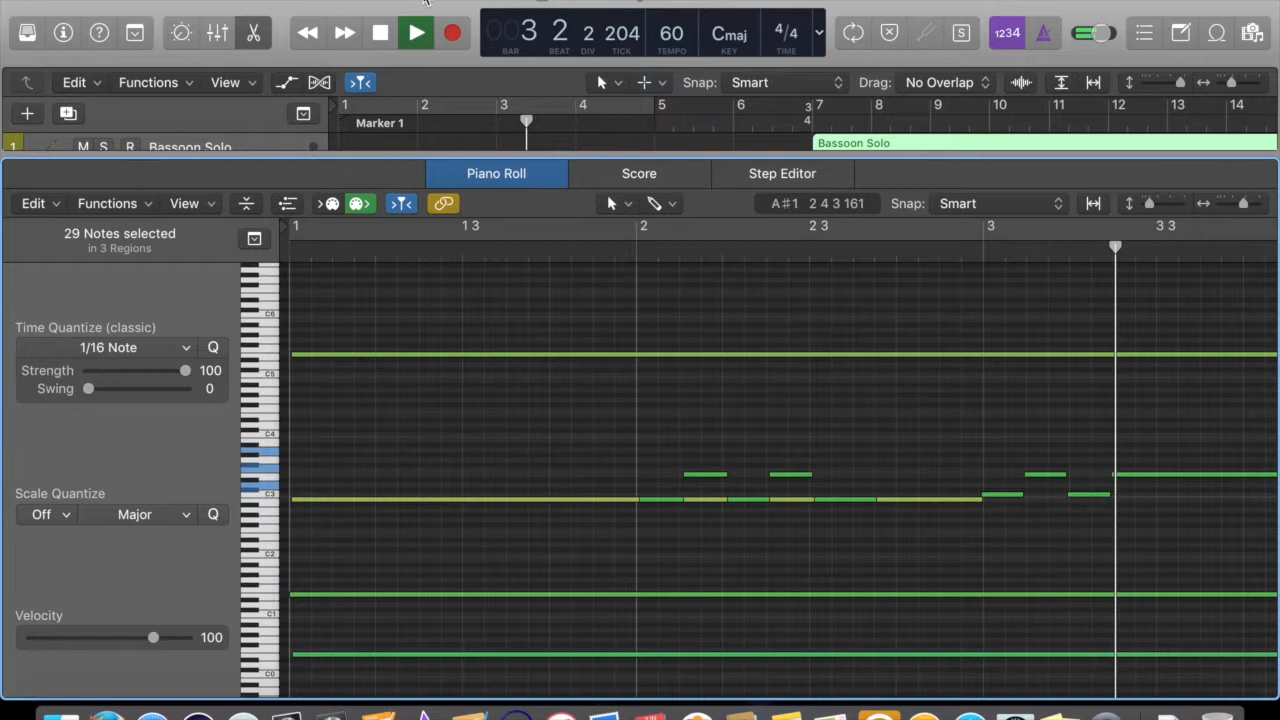 3 2 2 204 60 Cmaj 4/4 1234
BAR BEAT DIV TICK TEMPO KEY TIME
Edit Functions View Snap: Smart Drag: No Overlap
1 2 3 4 5 6 3 4 7 8 9 10 11 12 13 14
Marker 1
1 M S R Bassoon Solo Bassoon Solo
Piano Roll Score Step Editor
Edit Functions View A#1 2 4 3 161 Snap: Smart
29 Notes selected
in 3 Regions
1 1 3 2 2 3 3 3 3
Time Quantize (classic)
1/16 Note Q
Strength 100
Swing 0
Scale Quantize
Off Major Q
Velocity
100
C6
C5
C4
C3
C2
C1
C0